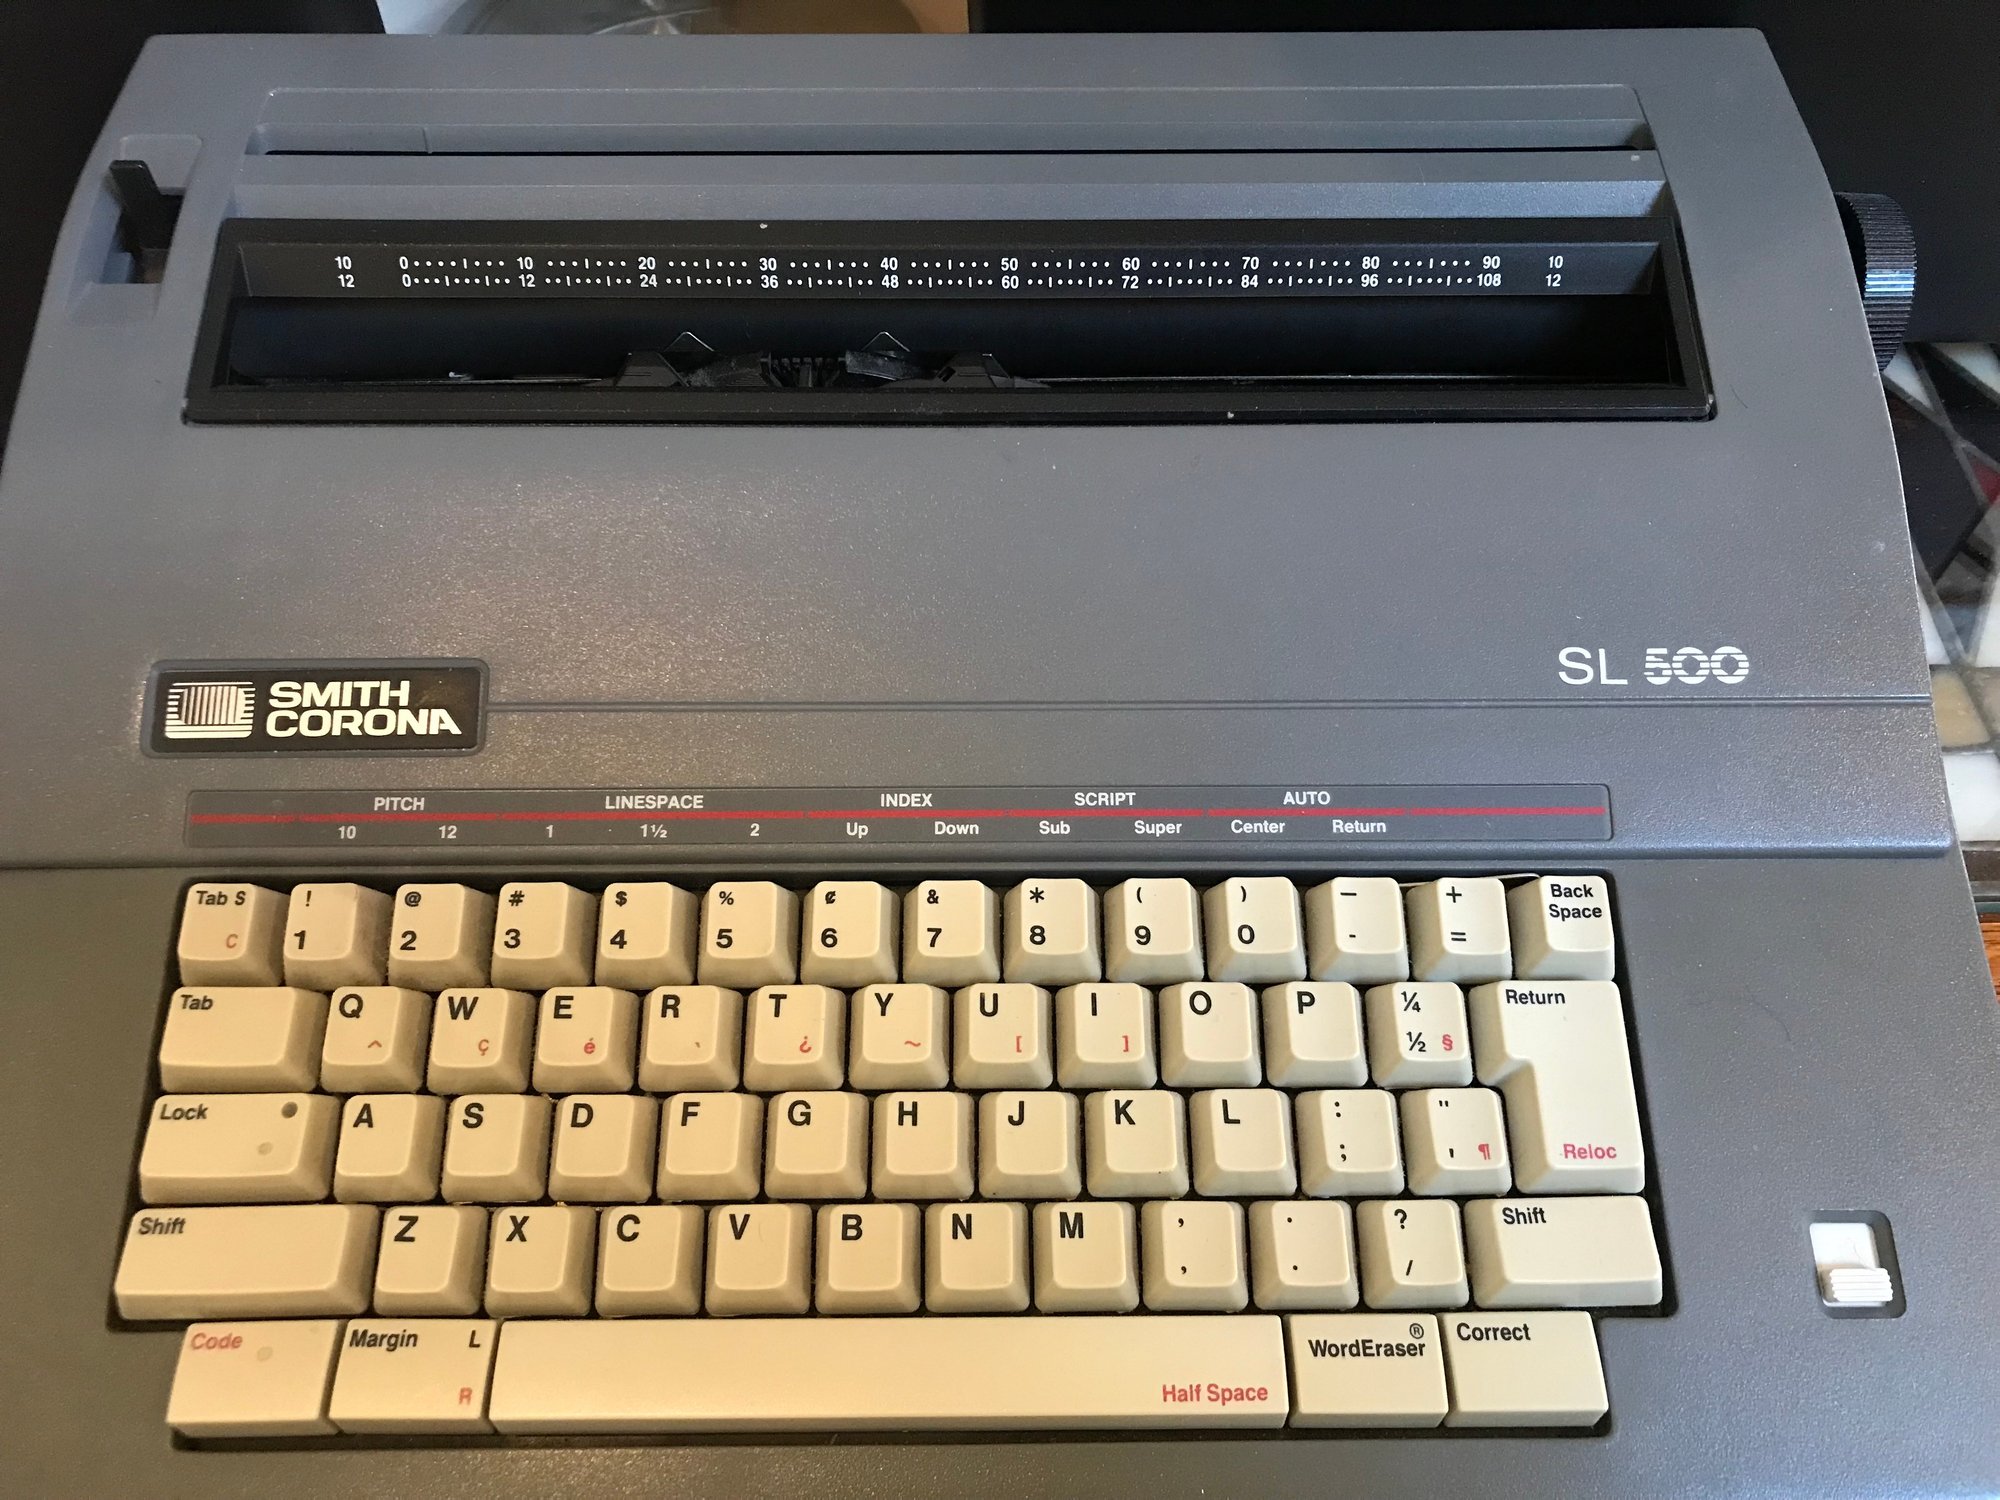 10 0 10 20 30 40 50 60 70 80 90 10
12 0 12 24 36 48 60 72 84 96 108 12
SL 500
SMITH
CORONA
PITCH LINESPACE INDEX SCRIPT AUTO
10 12 1 1½ 2 Up Down Sub Super Center Return
Tab S ! @ # $ % ¢ & * ( ) — + Back
Space
C 1 2 3 4 5 6 7 8 9 0 - =
Tab Q W E R T Y U I O P ¼ Return
^ ç é ` ¿ ~ [ ] ½ §
Lock A S D F G H J K L : "
; ' ¶ Reloc
Shift Z X C V B N M , . ? Shift
, . /
Code Margin L WordEraser® Correct
R Half Space